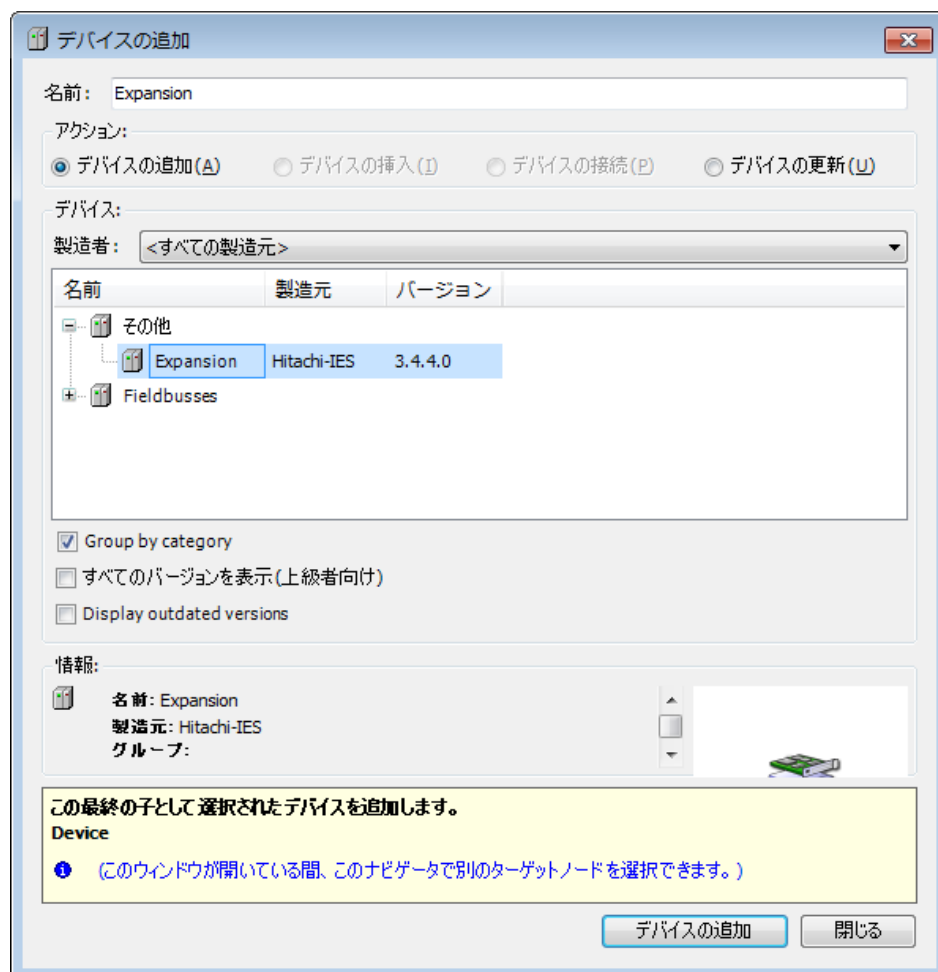 デバイスの追加
名前: Expansion
アクション:
デバイスの追加(A) デバイスの挿入(I) デバイスの接続(P) デバイスの更新(U)
デバイス:
製造者: <すべての製造元>
名前 製造元 バージョン
その他
Expansion Hitachi-IES 3.4.4.0
Fieldbusses
Group by category
すべてのバージョンを表示(上級者向け)
Display outdated versions
情報:
名前: Expansion
製造元: Hitachi-IES
グループ:
この最終の子として選択されたデバイスを追加します。
Device
(このウィンドウが開いている間、このナビゲータで別のターゲットノードを選択できます。)
デバイスの追加 閉じる